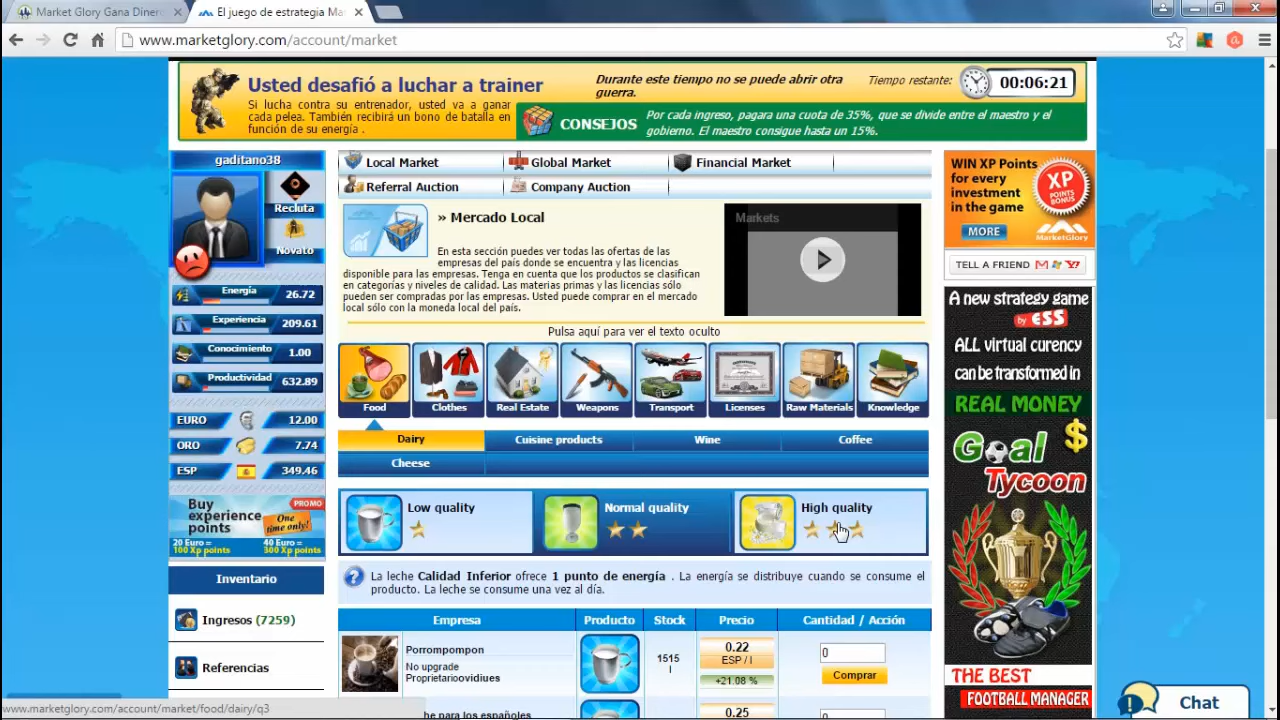 Market Glory Gana Dinero
El juego de estrategia Ma
www.marketglory.com/account/market
Usted desafió a luchar a trainer
Si lucha contra su entrenador, usted va a ganar
cada pelea. También recibirá un bono de batalla en
función de su energía .
Durante este tiempo no se puede abrir otra
guerra.
Tiempo restante:
00:06:21
CONSEJOS
Por cada ingreso, pagara una cuota de 35%, que se divide entre el maestro y el
gobierno. El maestro consigue hasta un 15%.
gaditano38
Recluta
Novato
Energía
26.72
Experiencia
209.61
Conocimiento
1.00
Productividad
632.89
EURO
12.00
ORO
7.74
ESP
349.46
Buy
experience
points
PROMO
One
time only!
20 Euro = 40 Euro =
100 Xp points 300 Xp points
Inventario
Ingresos (7259)
Referencias
Local Market
Global Market
Financial Market
Referral Auction
Company Auction
» Mercado Local
En esta sección puedes ver todas las ofertas de las
empresas del país donde se encuentra y las licencias
disponible para las empresas. Tenga en cuenta que los productos se clasifican
en categorías y niveles de calidad. Las materias primas y las licencias sólo
pueden ser compradas por las empresas. Usted puede comprar en el mercado
local sólo con la moneda local del país.
Markets
Pulsa aquí para ver el texto oculto
Food
Clothes
Real Estate
Weapons
Transport
Licenses
Raw Materials
Knowledge
Dairy
Cuisine products
Wine
Coffee
Cheese
Low quality
Normal quality
High quality
La leche Calidad Inferior ofrece 1 punto de energía . La energía se distribuye cuando se consume el
producto. La leche se consume una vez al día.
Empresa
Producto
Stock
Precio
Cantidad / Acción
Porrompompon
No upgrade
Proprietarioovidiues
1515
l
0.22
ESP / l
+21.08 %
0
Comprar
he para los españoles
0.25
0
WIN XP Points
for every
investment
in the game
XP
POINTS
BONUS
MORE
MarketGlory
TELL A FRIEND
A new strategy game
by ESS
ALL virtual curency
can be transformed in
REAL MONEY
Goal
Tycoon
$
THE BEST
FOOTBALL MANAGER
Chat
www.marketglory.com/account/market/food/dairy/q3